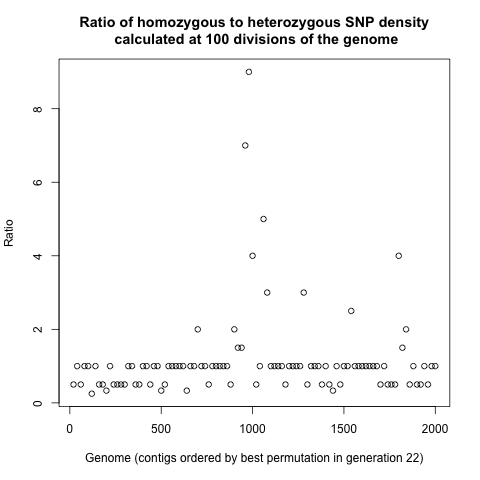 Ratio of homozygous to heterozygous SNP density
calculated at 100 divisions of the genome
Ratio
8
6
4
2
0
0 500 1000 1500 2000
Genome (contigs ordered by best permutation in generation 22)